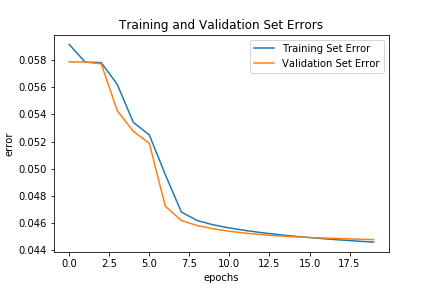 Training and Validation Set Errors
Training Set Error
Validation Set Error
0.058
0.056
0.054
0.052
0.050
0.048
0.046
0.044
error
0.0 2.5 5.0 7.5 10.0 12.5 15.0 17.5
epochs